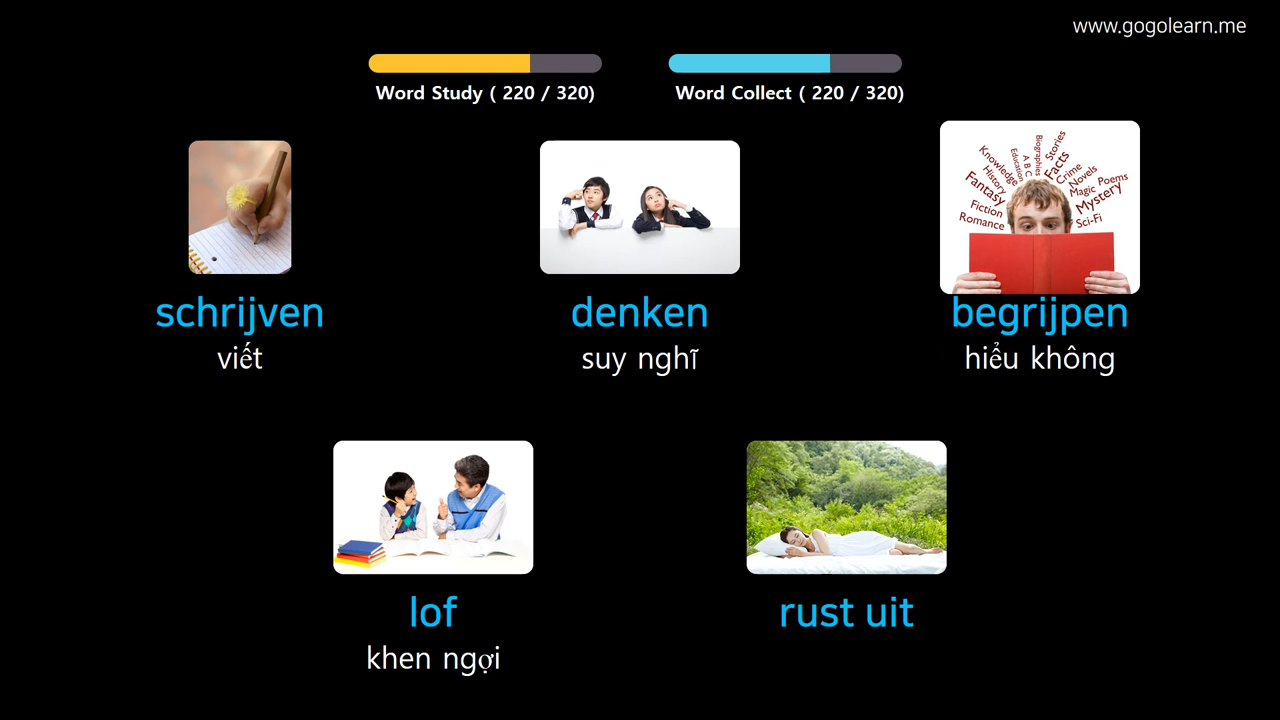 www.gogolearn.me
Word Study ( 220 / 320)
Word Collect ( 220 / 320)
Knowledge
History
Fantasy
Fiction
Romance
Education
A B C
Biographies
Stories
Facts
Crime
Novels
Magic
Poems
Mystery
Sci-Fi
schrijven
viết
denken
suy nghĩ
begrijpen
hiểu không
lof
khen ngợi
rust uit